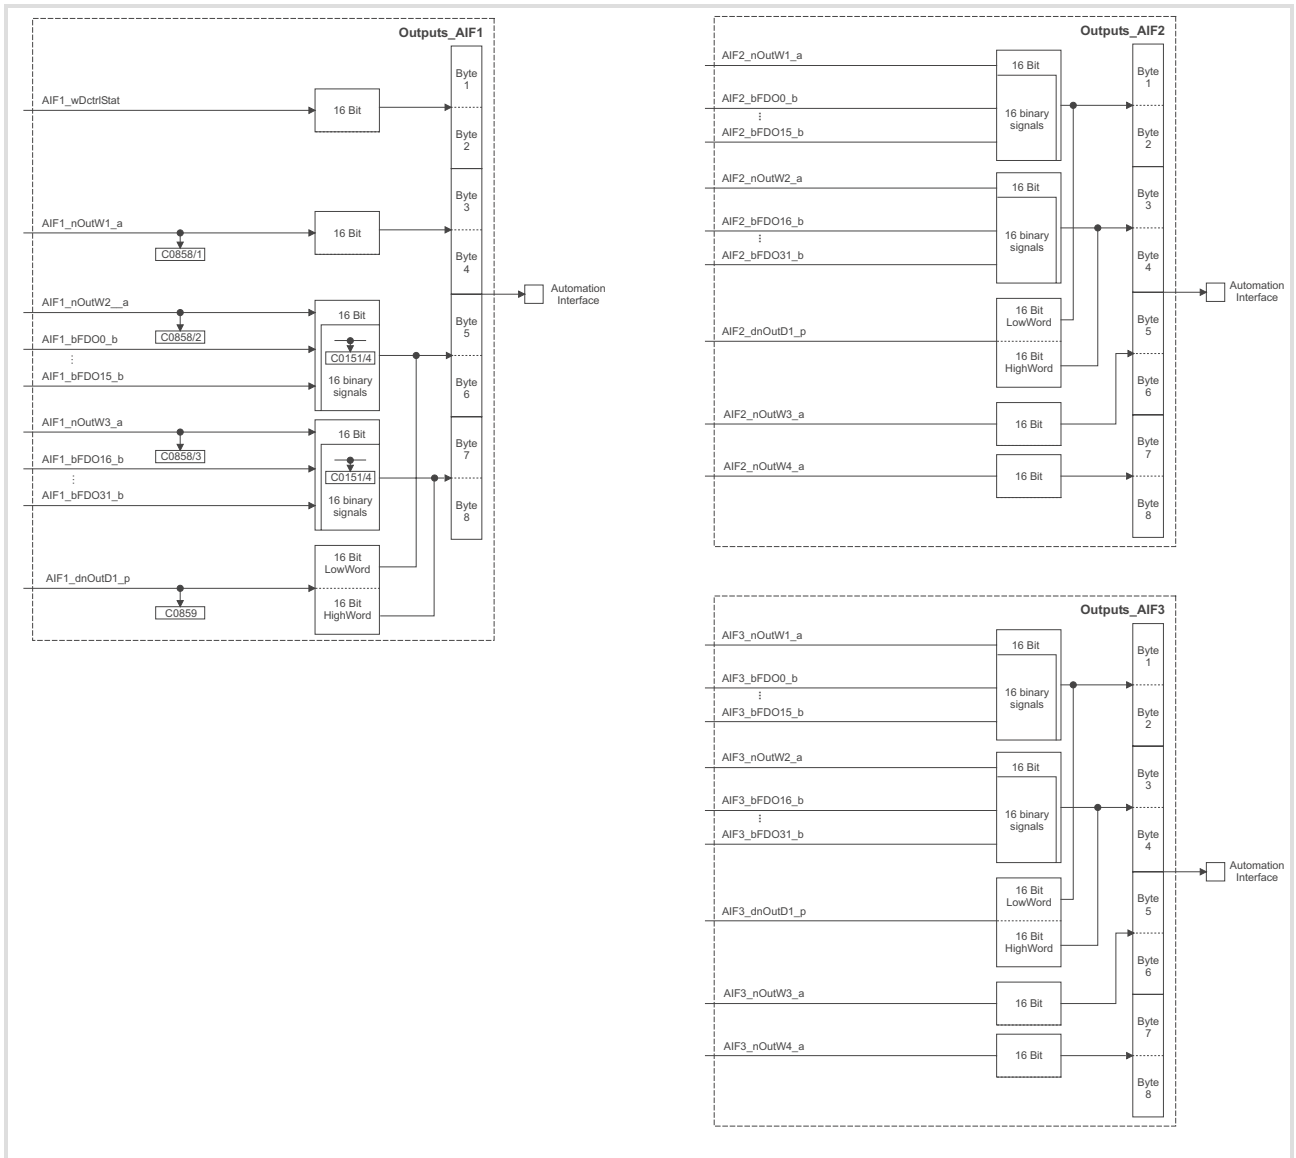 Outputs_AIF1
AIF1_wDctrlStat
16 Bit
Byte
1
Byte
2
AIF1_nOutW1_a
C0858/1
16 Bit
Byte
3
Byte
4
AIF1_nOutW2__a
C0858/2
AIF1_bFDO0_b
⋮
AIF1_bFDO15_b
16 Bit
C0151/4
16 binary
signals
Byte
5
Byte
6
Automation
Interface
AIF1_nOutW3_a
C0858/3
AIF1_bFDO16_b
⋮
AIF1_bFDO31_b
16 Bit
C0151/4
16 binary
signals
Byte
7
Byte
8
AIF1_dnOutD1_p
C0859
16 Bit
LowWord
16 Bit
HighWord
Outputs_AIF2
AIF2_nOutW1_a
AIF2_bFDO0_b
⋮
AIF2_bFDO15_b
16 Bit
16 binary
signals
Byte
1
Byte
2
AIF2_nOutW2_a
AIF2_bFDO16_b
⋮
AIF2_bFDO31_b
16 Bit
16 binary
signals
Byte
3
Byte
4
Automation
Interface
AIF2_dnOutD1_p
16 Bit
LowWord
16 Bit
HighWord
Byte
5
Byte
6
AIF2_nOutW3_a
16 Bit
AIF2_nOutW4_a
16 Bit
Byte
7
Byte
8
Outputs_AIF3
AIF3_nOutW1_a
AIF3_bFDO0_b
⋮
AIF3_bFDO15_b
16 Bit
16 binary
signals
Byte
1
Byte
2
AIF3_nOutW2_a
AIF3_bFDO16_b
⋮
AIF3_bFDO31_b
16 Bit
16 binary
signals
Byte
3
Byte
4
Automation
Interface
AIF3_dnOutD1_p
16 Bit
LowWord
16 Bit
HighWord
Byte
5
Byte
6
AIF3_nOutW3_a
16 Bit
AIF3_nOutW4_a
16 Bit
Byte
7
Byte
8